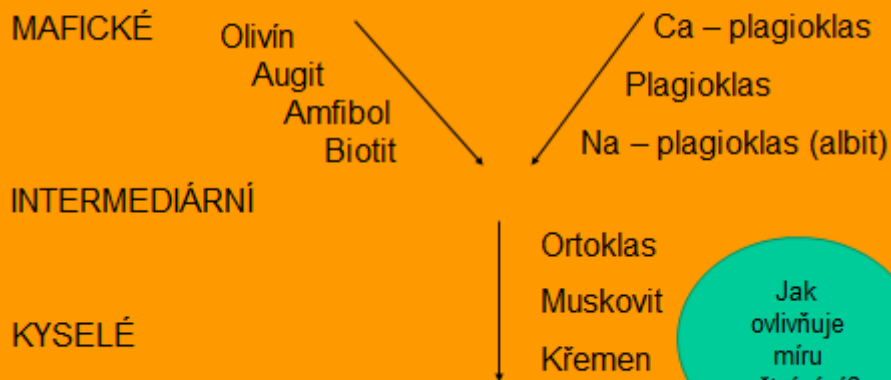 MAFICKÉ
Olivín
Augit
Amfibol
Biotit
Ca – plagioklas
Plagioklas
Na – plagioklas (albit)
INTERMEDIÁRNÍ
Ortoklas
Muskovit
Křemen
KYSELÉ
Jak
ovlivňuje
míru